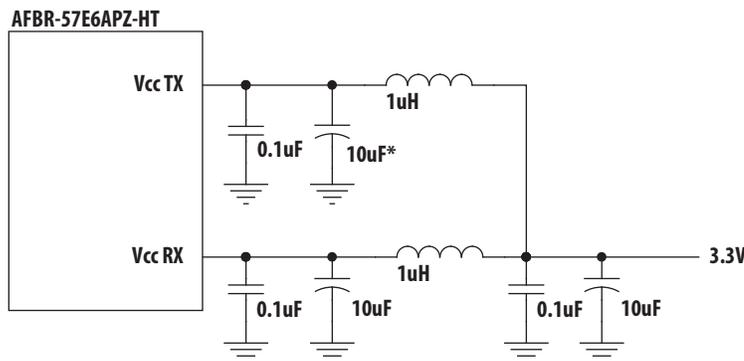 AFBR-57E6APZ-HT
Vcc TX
1uH
0.1uF
10uF*
Vcc RX
3.3V
1uH
0.1uF
10uF
0.1uF
10uF